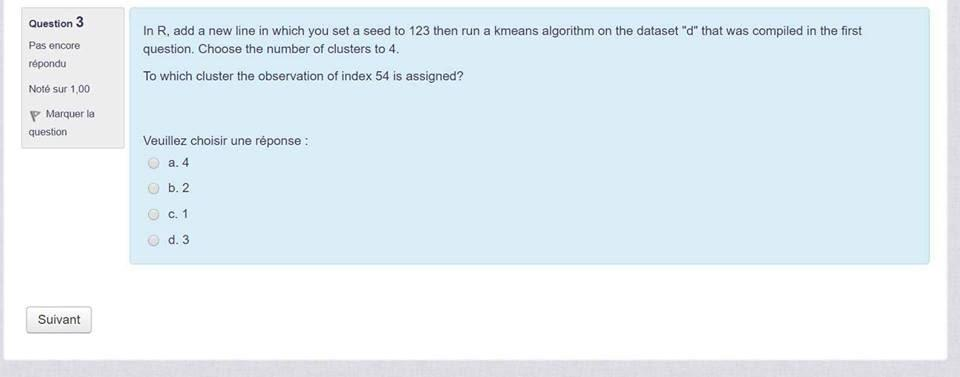 Question 3
Pas encore
répondu
Noté sur 1,00
Marquer la
question
In R, add a new line in which you set a seed to 123 then run a kmeans algorithm on the dataset "d" that was compiled in the first
question. Choose the number of clusters to 4.
To which cluster the observation of index 54 is assigned?
Veuillez choisir une réponse :
a. 4
b. 2
c. 1
d. 3
Suivant